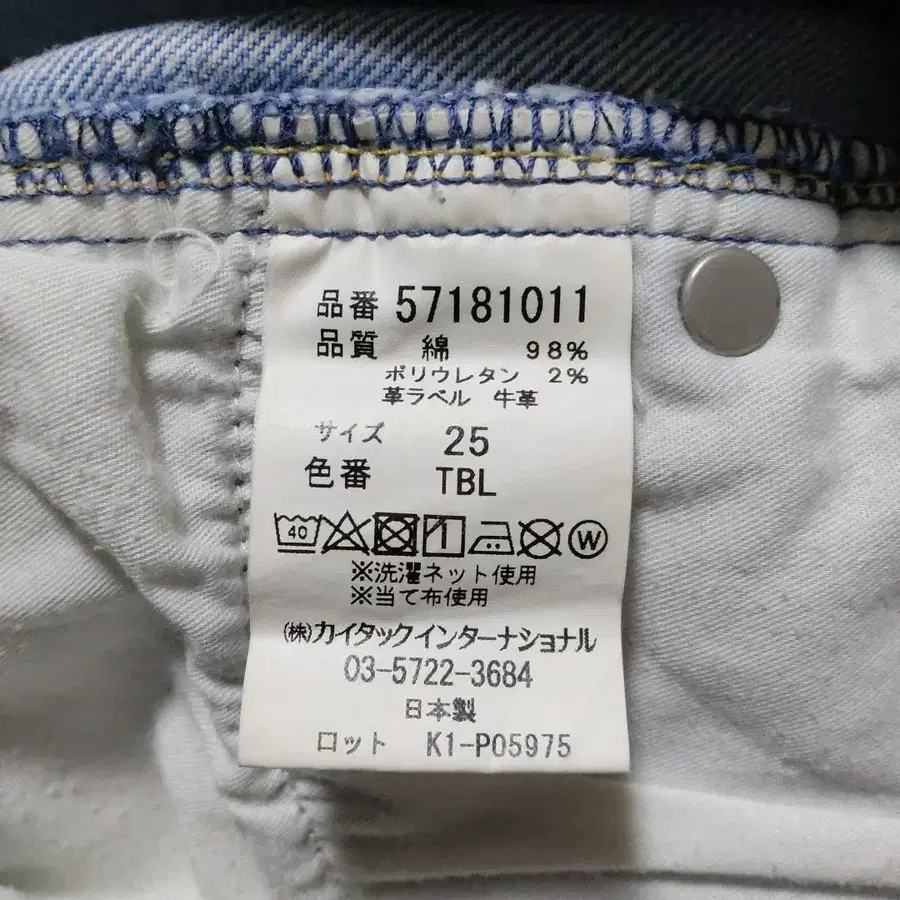 品番 57181011
品質 綿 98%
ポリウレタン 2%
革ラベル 牛革
サイズ 25
色番 TBL
40 W
※洗濯ネット使用
※当て布使用
(株)カイタックインターナショナル
03-5722-3684
日本製
ロット K1-P05975